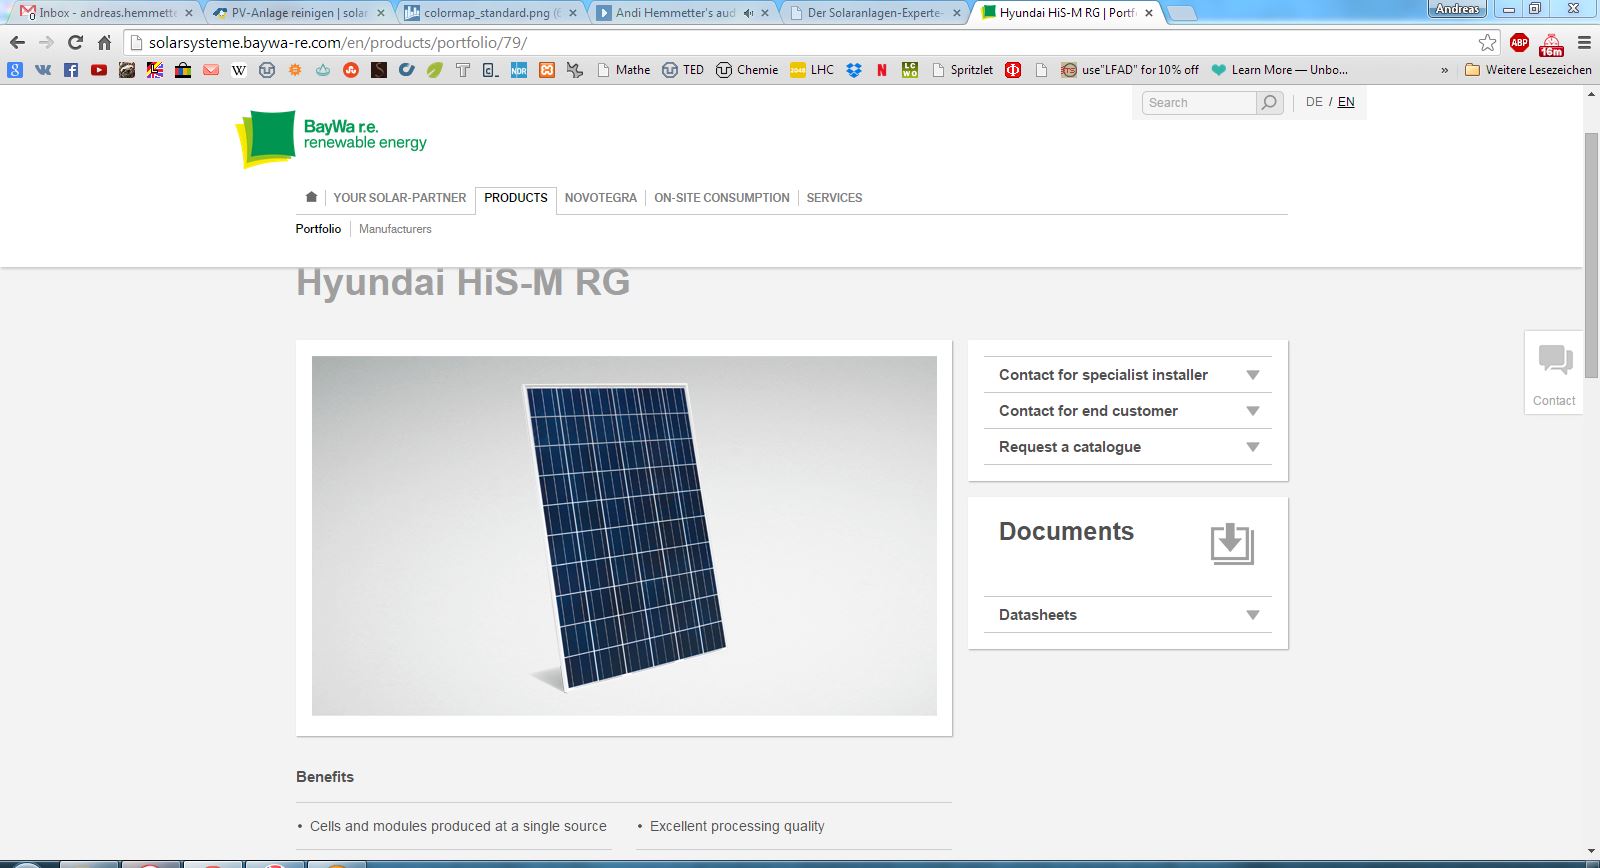 Inbox - andreas.hemmette
PV-Anlage reinigen | solar
colormap_standard.png (6
Andi Hemmetter's aud
Der Solaranlagen-Experte-
Hyundai HiS-M RG | Portf
Andreas
solarsysteme.baywa-re.com/en/products/portfolio/79/
ABP
16m
Mathe
TED
Chemie
LHC
Spritzlet
use"LFAD" for 10% off
Learn More — Unbo...
»
Weitere Lesezeichen
BayWa r.e.
renewable energy
Search
DE / EN
YOUR SOLAR-PARTNER
PRODUCTS
NOVOTEGRA
ON-SITE CONSUMPTION
SERVICES
Portfolio
Manufacturers
Hyundai HiS-M RG
Contact for specialist installer
Contact for end customer
Request a catalogue
Contact
Documents
Datasheets
Benefits
• Cells and modules produced at a single source
• Excellent processing quality